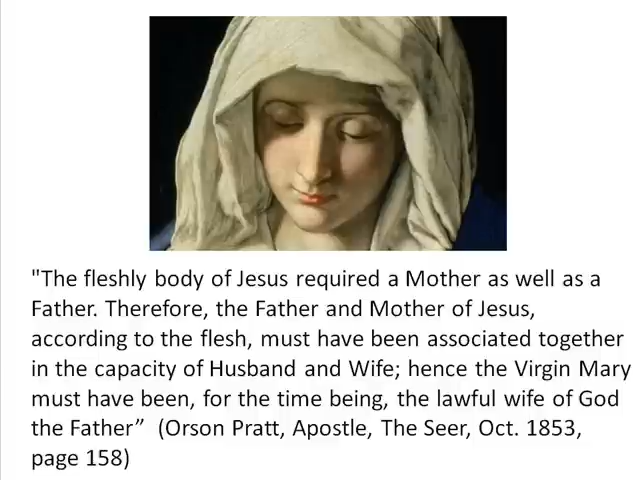 "The fleshly body of Jesus required a Mother as well as a
Father. Therefore, the Father and Mother of Jesus,
according to the flesh, must have been associated together
in the capacity of Husband and Wife; hence the Virgin Mary
must have been, for the time being, the lawful wife of God
the Father”  (Orson Pratt, Apostle, The Seer, Oct. 1853,
page 158)